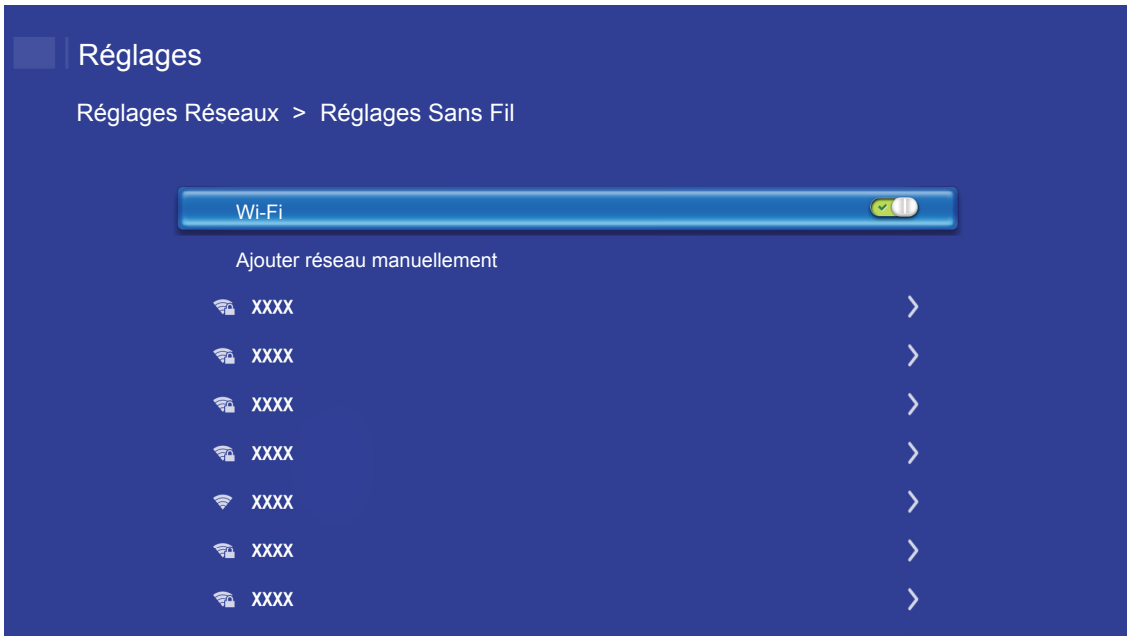 Réglages
Réglages Réseaux > Réglages Sans Fil
Wi-Fi
Ajouter réseau manuellement
XXXX
XXXX
XXXX
XXXX
XXXX
XXXX
XXXX